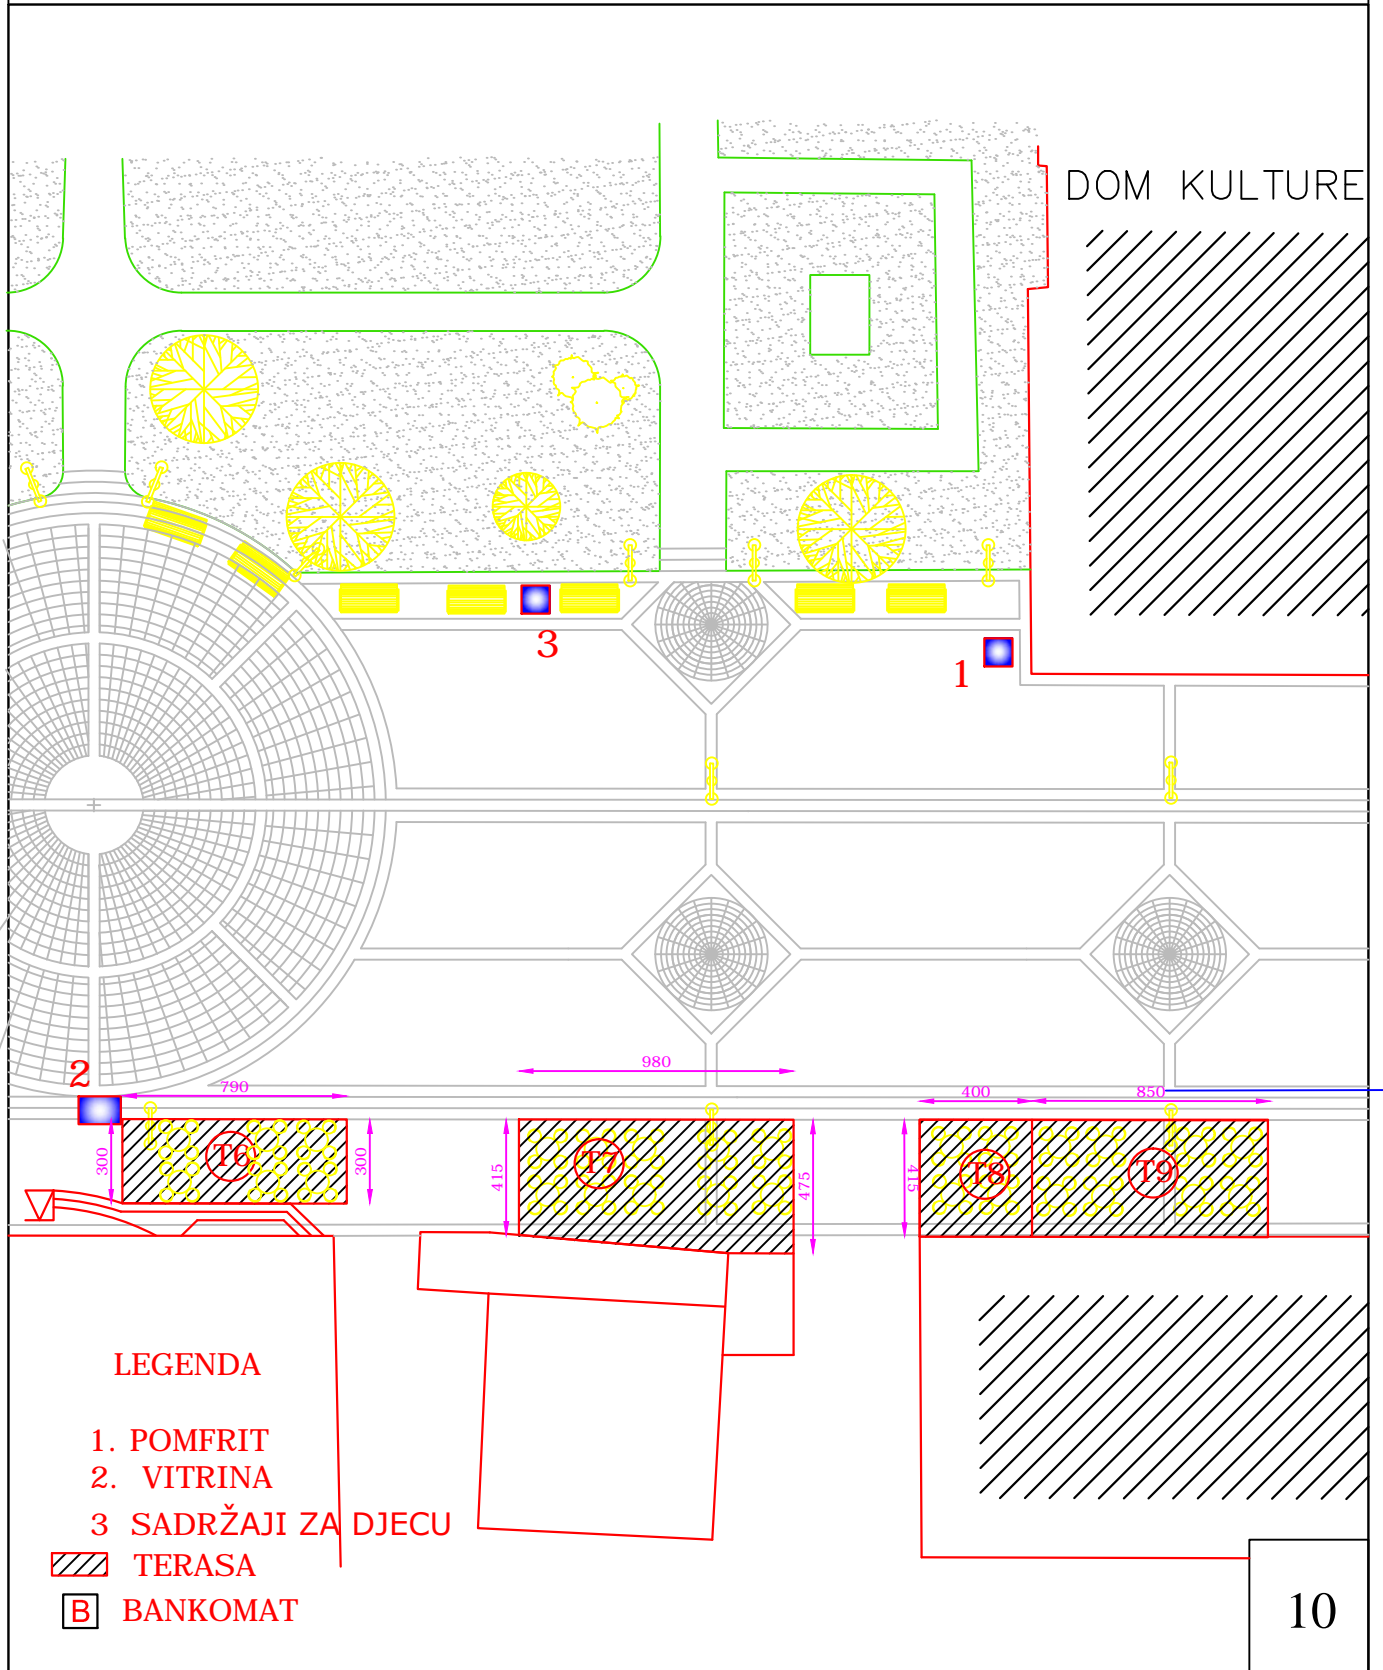 DOM KULTURE
3
1
2
980
790
400
850
300
T6
300
415
T7
475
415
T8
T9
LEGENDA
1. POMFRIT
2. VITRINA
3 SADRŽAJI ZA DJECU
TERASA
B BANKOMAT
10